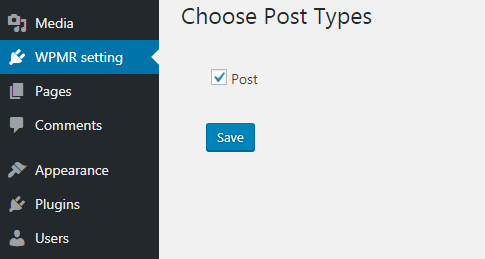 Media
WPMR setting
Pages
Comments
Appearance
Plugins
Users
Choose Post Types
Post
Save